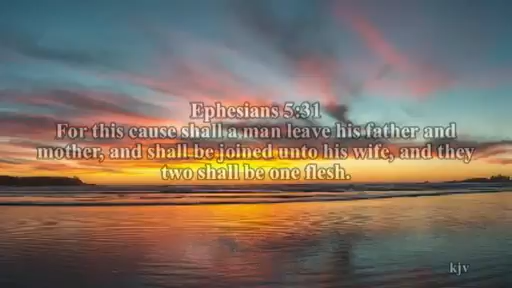 Ephesians 5:31
For this cause shall a man leave his father and
mother, and shall be joined unto his wife, and they
two shall be one flesh.
kjv